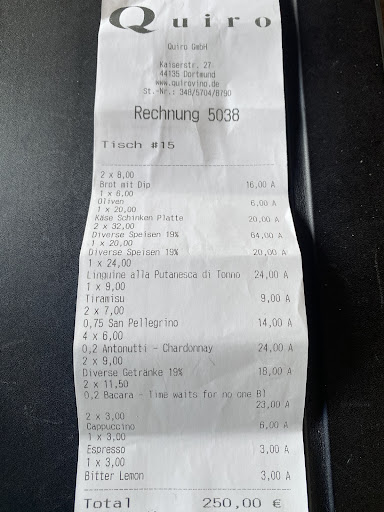 Quiro
Quiro GmbH
Kaiserstr. 27
44135 Dortmund
www.quirovino.de
St.-Nr.: 348/5704/8790
Rechnung 5038
Tisch #15
2 x 8,00
Brot mit Dip 16,00 A
1 x 6,00
Oliven 6,00 A
1 x 20,00
Käse Schinken Platte 20,00 A
2 x 32,00
Diverse Speisen 19% 64,00 A
1 x 20,00
Diverse Speisen 19% 20,00 A
1 x 24,00
Linguine alla Putanesca di Tonno 24,00 A
1 x 9,00
Tiramisu 9,00 A
2 x 7,00
0,75 San Pellegrino 14,00 A
4 x 6,00
0,2 Antonutti - Chardonnay 24,00 A
2 x 9,00
Diverse Getränke 19% 18,00 A
2 x 11,50
0,2 Bacara - time waits for no one Bl
23,00 A
2 x 3,00
Cappuccino 6,00 A
1 x 3,00
Espresso 3,00 A
1 x 3,00
Bitter Lemon 3,00 A
Total 250,00 €